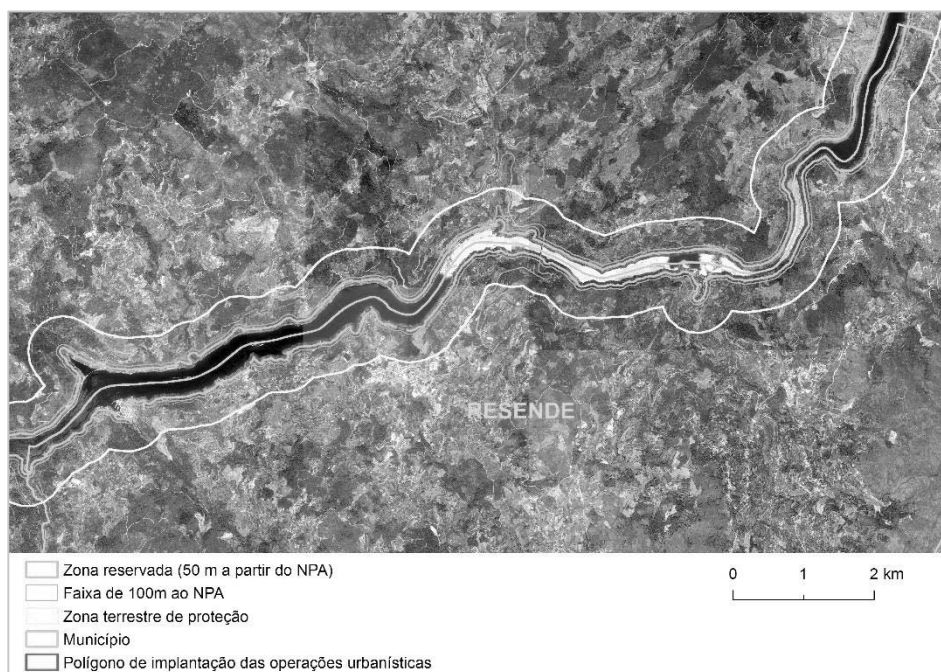 RESENDE
Zona reservada (50 m a partir do NPA)
Faixa de 100m ao NPA
Zona terrestre de proteção
Município
Polígono de implantação das operações urbanísticas
0 1 2 km